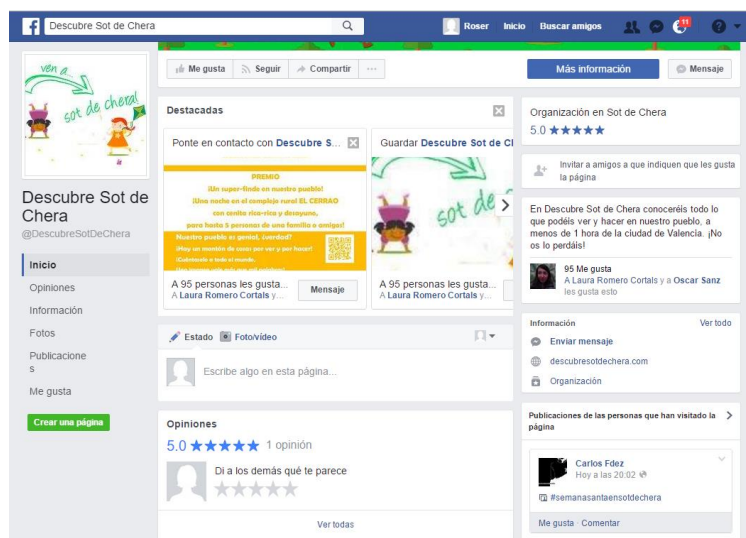 Descubre Sot de Chera
Roser Inicio Buscar amigos 11
ven a...
sot de chera!
Descubre Sot de
Chera
@DescubreSotDeChera
Inicio
Opiniones
Información
Fotos
Publicacione
s
Me gusta
Crear una página
Me gusta Seguir Compartir ...
Más información Mensaje
Destacadas
Ponte en contacto con Descubre S...
PREMIO
¡Un super-finde en nuestro pueblo!
¡Una noche en el complejo rural EL CERRAO
con cenita rica-rica y desayuno,
para hasta 5 personas de una familia o amigos!
Nuestro pueblo es genial, ¿verdad?
¡Hay un montón de cosas por ver y por hacer!
¡Cuéntaselo a todo el mundo.
A 95 personas les gusta...
A Laura Romero Cortals y...
Mensaje
Guardar Descubre Sot de Cl
sot de
A 95 personas les gusta...
A Laura Romero Cortals y...
Estado Foto/vídeo
Escribe algo en esta página...
Opiniones
5.0 ★★★★★ 1 opinión
Di a los demás qué te parece
Ver todas
Organización en Sot de Chera
5.0 ★★★★★
Invitar a amigos a que indiquen que les gusta
la página
En Descubre Sot de Chera conoceréis todo lo
que podéis ver y hacer en nuestro pueblo, a
menos de 1 hora de la ciudad de Valencia. ¡No
os lo perdáis!
95 Me gusta
A Laura Romero Cortals y a Oscar Sanz
les gusta esto
Información Ver todo
Enviar mensaje
descubresotdechera.com
Organización
Publicaciones de las personas que han visitado la
página
Carlos Fdez
Hoy a las 20:02
#semanasantaensotdechera
Me gusta · Comentar